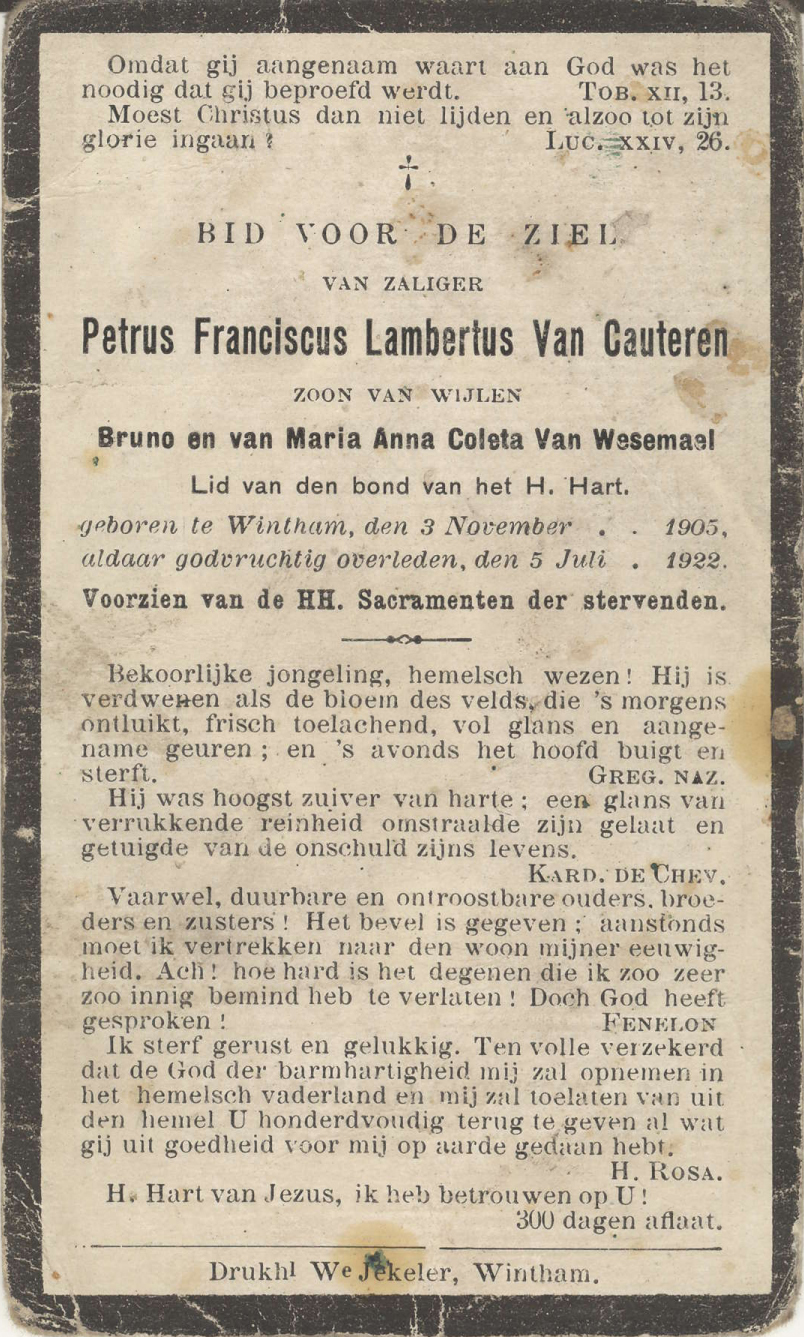 Omdat gij aangenaam waart aan God was het
noodig dat gij beproefd werdt. TOB. XII, 13.
Moest Christus dan niet lijden en alzoo tot zijn
glorie ingaan ? LUC. XXIV, 26.
BID VOOR DE ZIEL
VAN ZALIGER
Petrus Franciscus Lambertus Van Cauteren
ZOON VAN WIJLEN
Bruno en van Maria Anna Coleta Van Wesemael
Lid van den bond van het H. Hart.
geboren te Wintham, den 3 November . . 1905,
aldaar godvruchtig overleden, den 5 Juli . 1922.
Voorzien van de HH. Sacramenten der stervenden.
Bekoorlijke jongeling, hemelsch wezen ! Hij is
verdwenen als de bloem des velds, die 's morgens
ontluikt, frisch toelachend, vol glans en aange-
name geuren ; en 's avonds het hoofd buigt en
sterft. GREG. NAZ.
Hij was hoogst zuiver van harte ; een glans van
verrukkende reinheid omstraalde zijn gelaat en
getuigde van de onschuld zijns levens.
KARD. DE CHEV.
Vaarwel, duurbare en ontroostbare ouders, broe-
ders en zusters ! Het bevel is gegeven ; aanstonds
moet ik vertrekken naar den woon mijner eeuwig-
heid. Ach ! hoe hard is het degenen die ik zoo zeer
zoo innig bemind heb te verlaten ! Doch God heeft
gesproken ! FENELON
Ik sterf gerust en gelukkig. Ten volle verzekerd
dat de God der barmhartigheid mij zal opnemen in
het hemelsch vaderland en mij zal toelaten van uit
den hemel U honderdvoudig terug te geven al wat
gij uit goedheid voor mij op aarde gedaan hebt.
H. ROSA.
H. Hart van Jezus, ik heb betrouwen op U !
300 dagen aflaat.
Drukhl We Jekeler, Wintham.